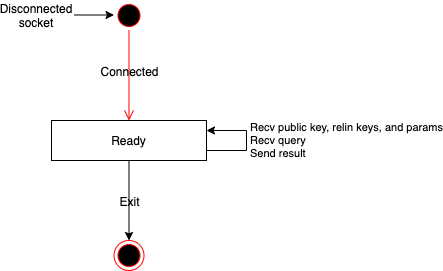 Disconnected
socket
Connected
Ready
Recv public key, relin keys, and params
Recv query
Send result
Exit